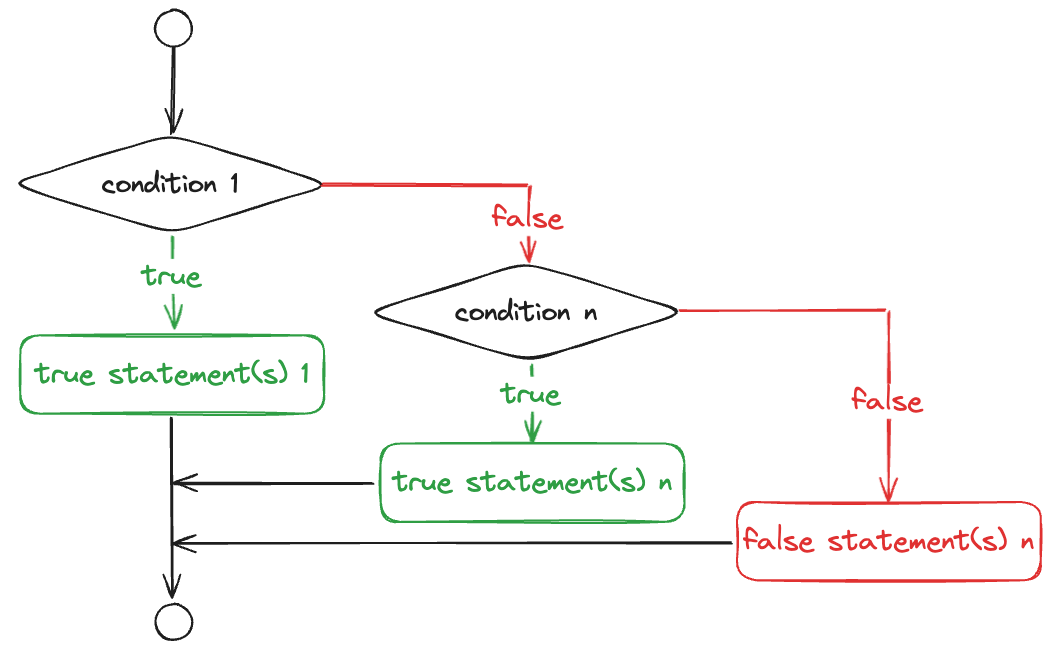 condition 1
false
true
condition n
true statement(s) 1
true
false
true statement(s) n
false statement(s) n